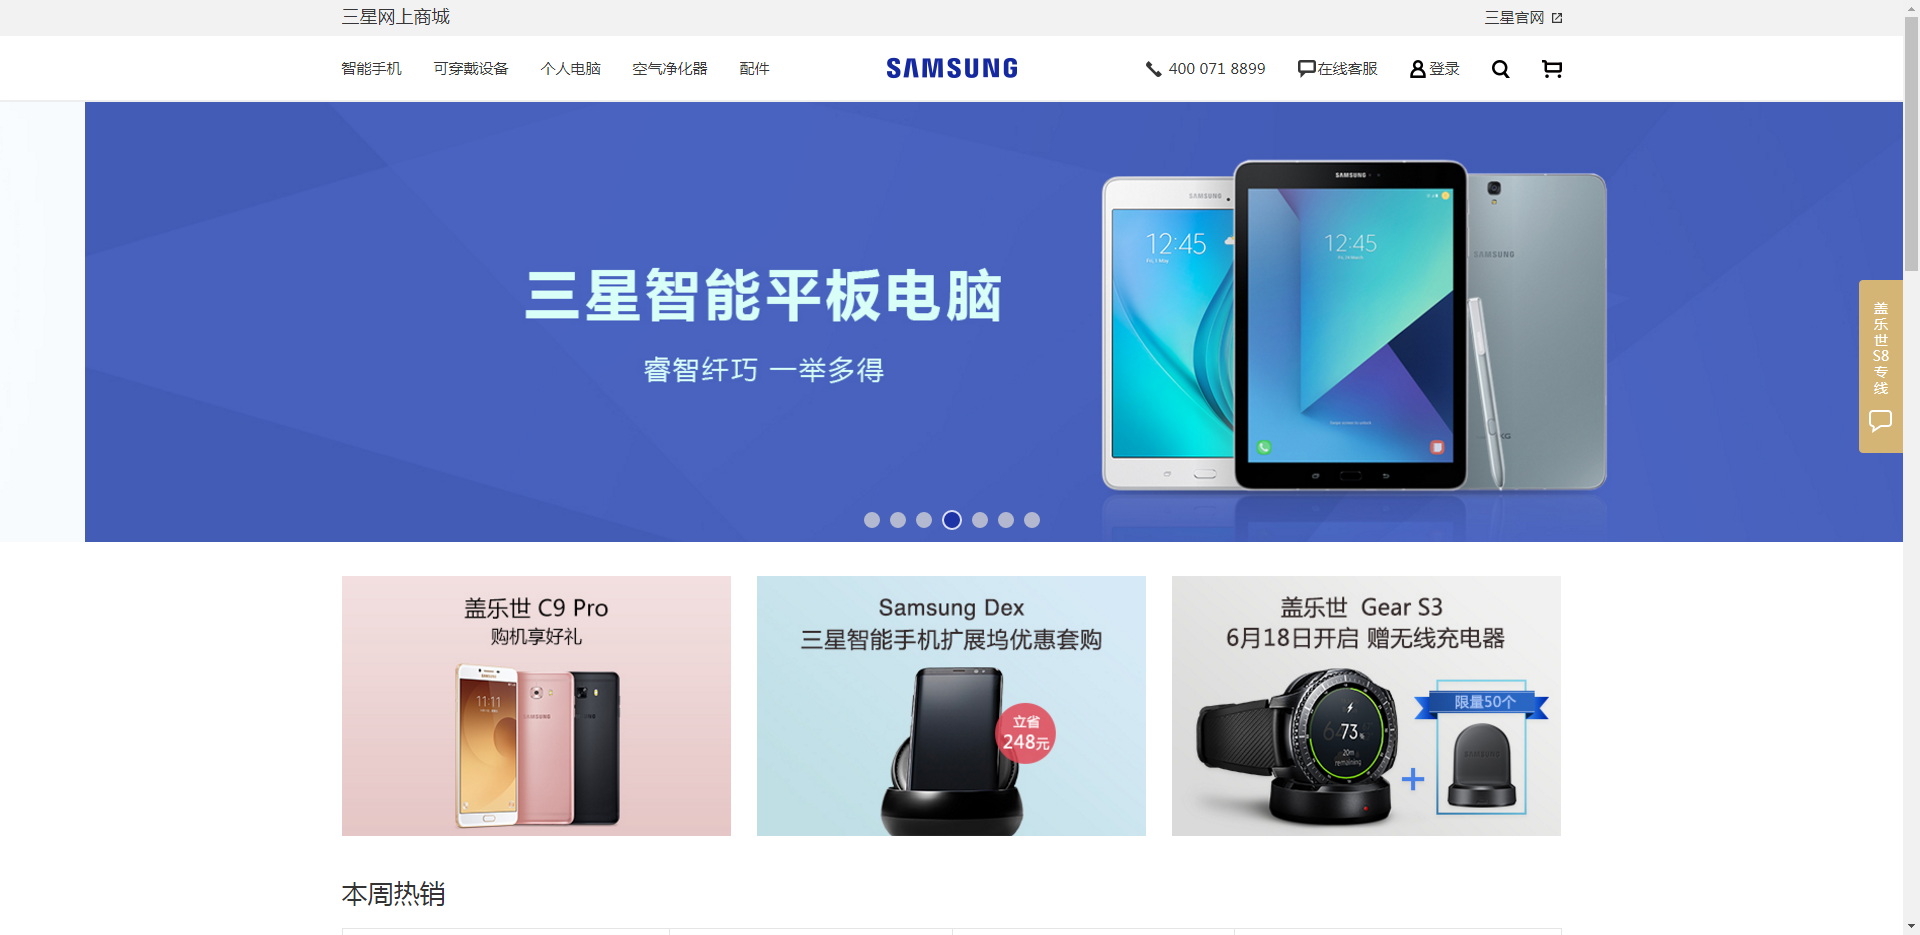 三星网上商城
三星官网
智能手机 可穿戴设备 个人电脑 空气净化器 配件
SAMSUNG
400 071 8899 在线客服 登录
三星智能平板电脑
睿智纤巧 一举多得
SAMSUNG
12:45
SAMSUNG
12:45
SAMSUNG
盖乐世S8专线
盖乐世 C9 Pro
购机享好礼
11:11
SAMSUNG
Samsung Dex
三星智能手机扩展坞优惠套购
立省
248元
盖乐世 Gear S3
6月18日开启 赠无线充电器
73%
20m
remaining
限量50个
SAMSUNG
本周热销